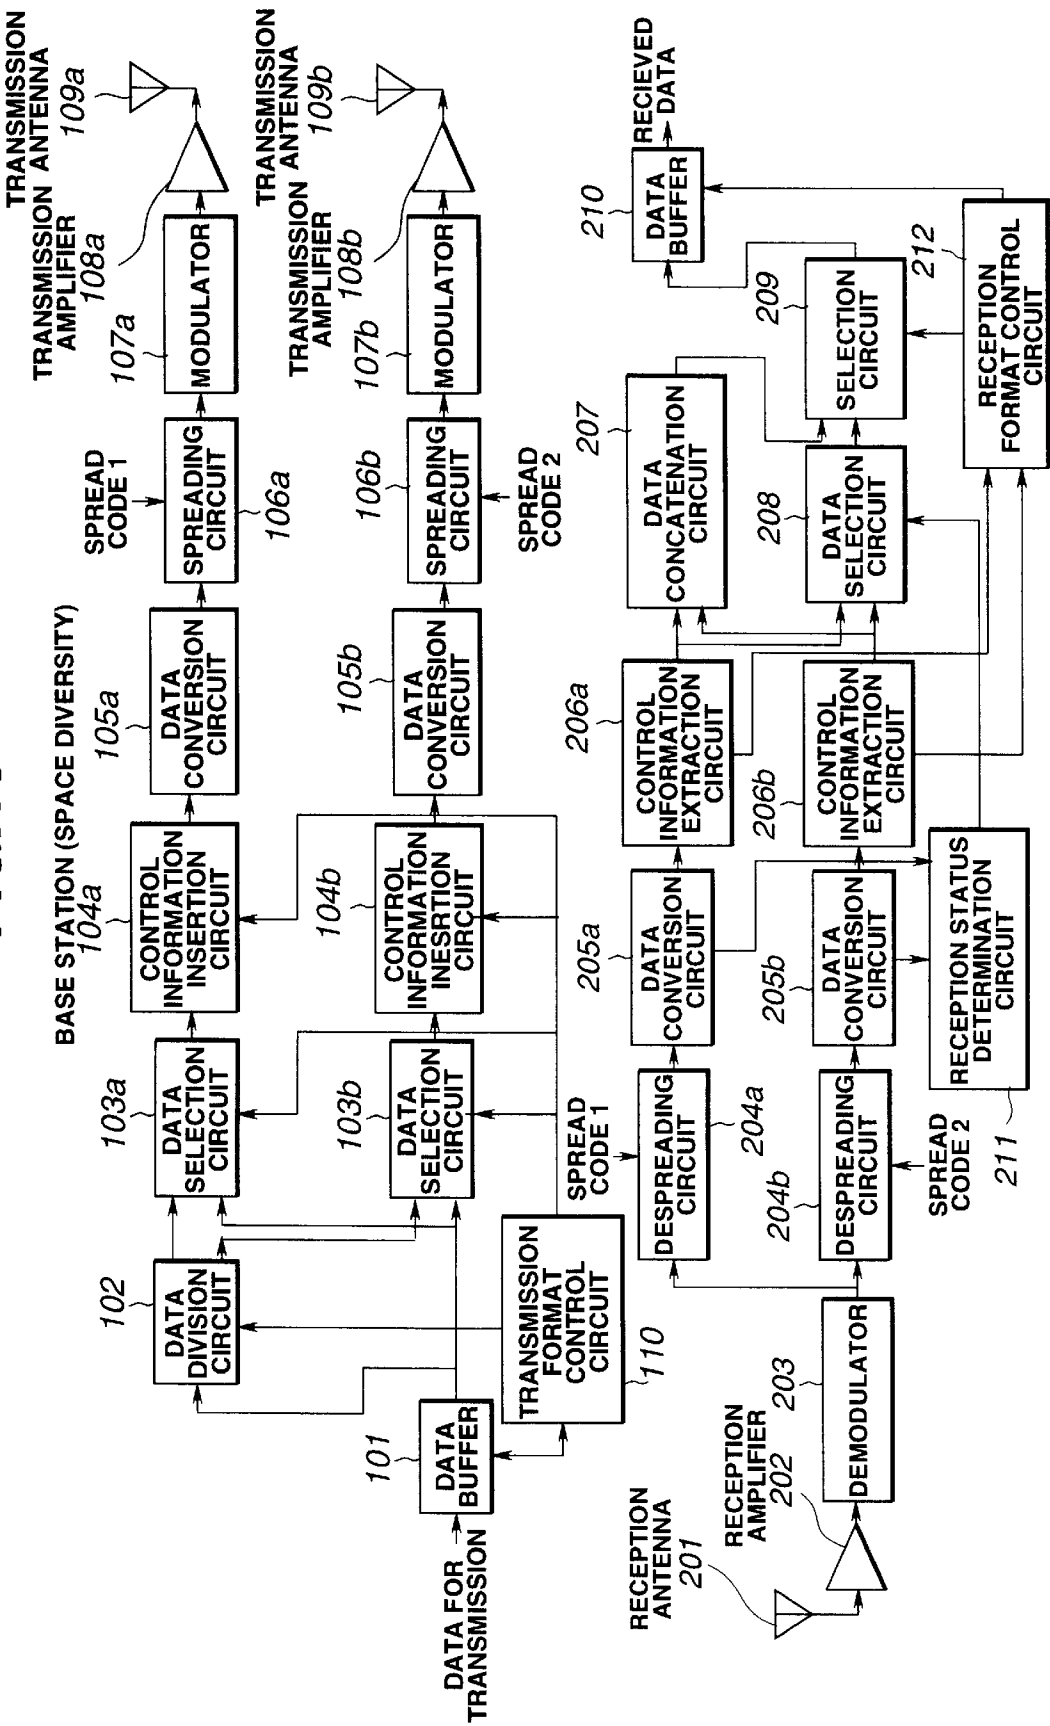 BASE STATION (SPACE DIVERSITY)
DATA FOR
TRANSMISSION
101
DATA
BUFFER
102
DATA
DIVISION
CIRCUIT
TRANSMISSION
FORMAT
CONTROL
CIRCUIT
110
103a
DATA
SELECTION
CIRCUIT
103b
DATA
SELECTION
CIRCUIT
104a
CONTROL
INFORMATION
INSERTION
CIRCUIT
104b
CONTROL
INFORMATION
INESRTION
CIRCUIT
105a
DATA
CONVERSION
CIRCUIT
105b
DATA
CONVERSION
CIRCUIT
SPREAD
CODE 1
SPREADING
CIRCUIT
106a
106b
SPREADING
CIRCUIT
SPREAD
CODE 2
107a
MODULATOR
107b
MODULATOR
TRANSMISSION
AMPLIFIER
108a
TRANSMISSION
AMPLIFIER
108b
TRANSMISSION
ANTENNA
109a
TRANSMISSION
ANTENNA
109b
RECEPTION
ANTENNA
201
RECEPTION
AMPLIFIER
202
203
DEMODULATOR
SPREAD
CODE 1
DESPREADING
CIRCUIT
204a
204b
DESPREADING
CIRCUIT
SPREAD
CODE 2
205a
DATA
CONVERSION
CIRCUIT
205b
DATA
CONVERSION
CIRCUIT
RECEPTION STATUS
DETERMINATION
CIRCUIT
211
206a
CONTROL
INFORMATION
EXTRACTION
CIRCUIT
206b
CONTROL
INFORMATION
EXTRACTION
CIRCUIT
207
DATA
CONCATENATION
CIRCUIT
208
DATA
SELECTION
CIRCUIT
209
SELECTION
CIRCUIT
212
RECEPTION
FORMAT CONTROL
CIRCUIT
210
DATA
BUFFER
RECIEVED
DATA